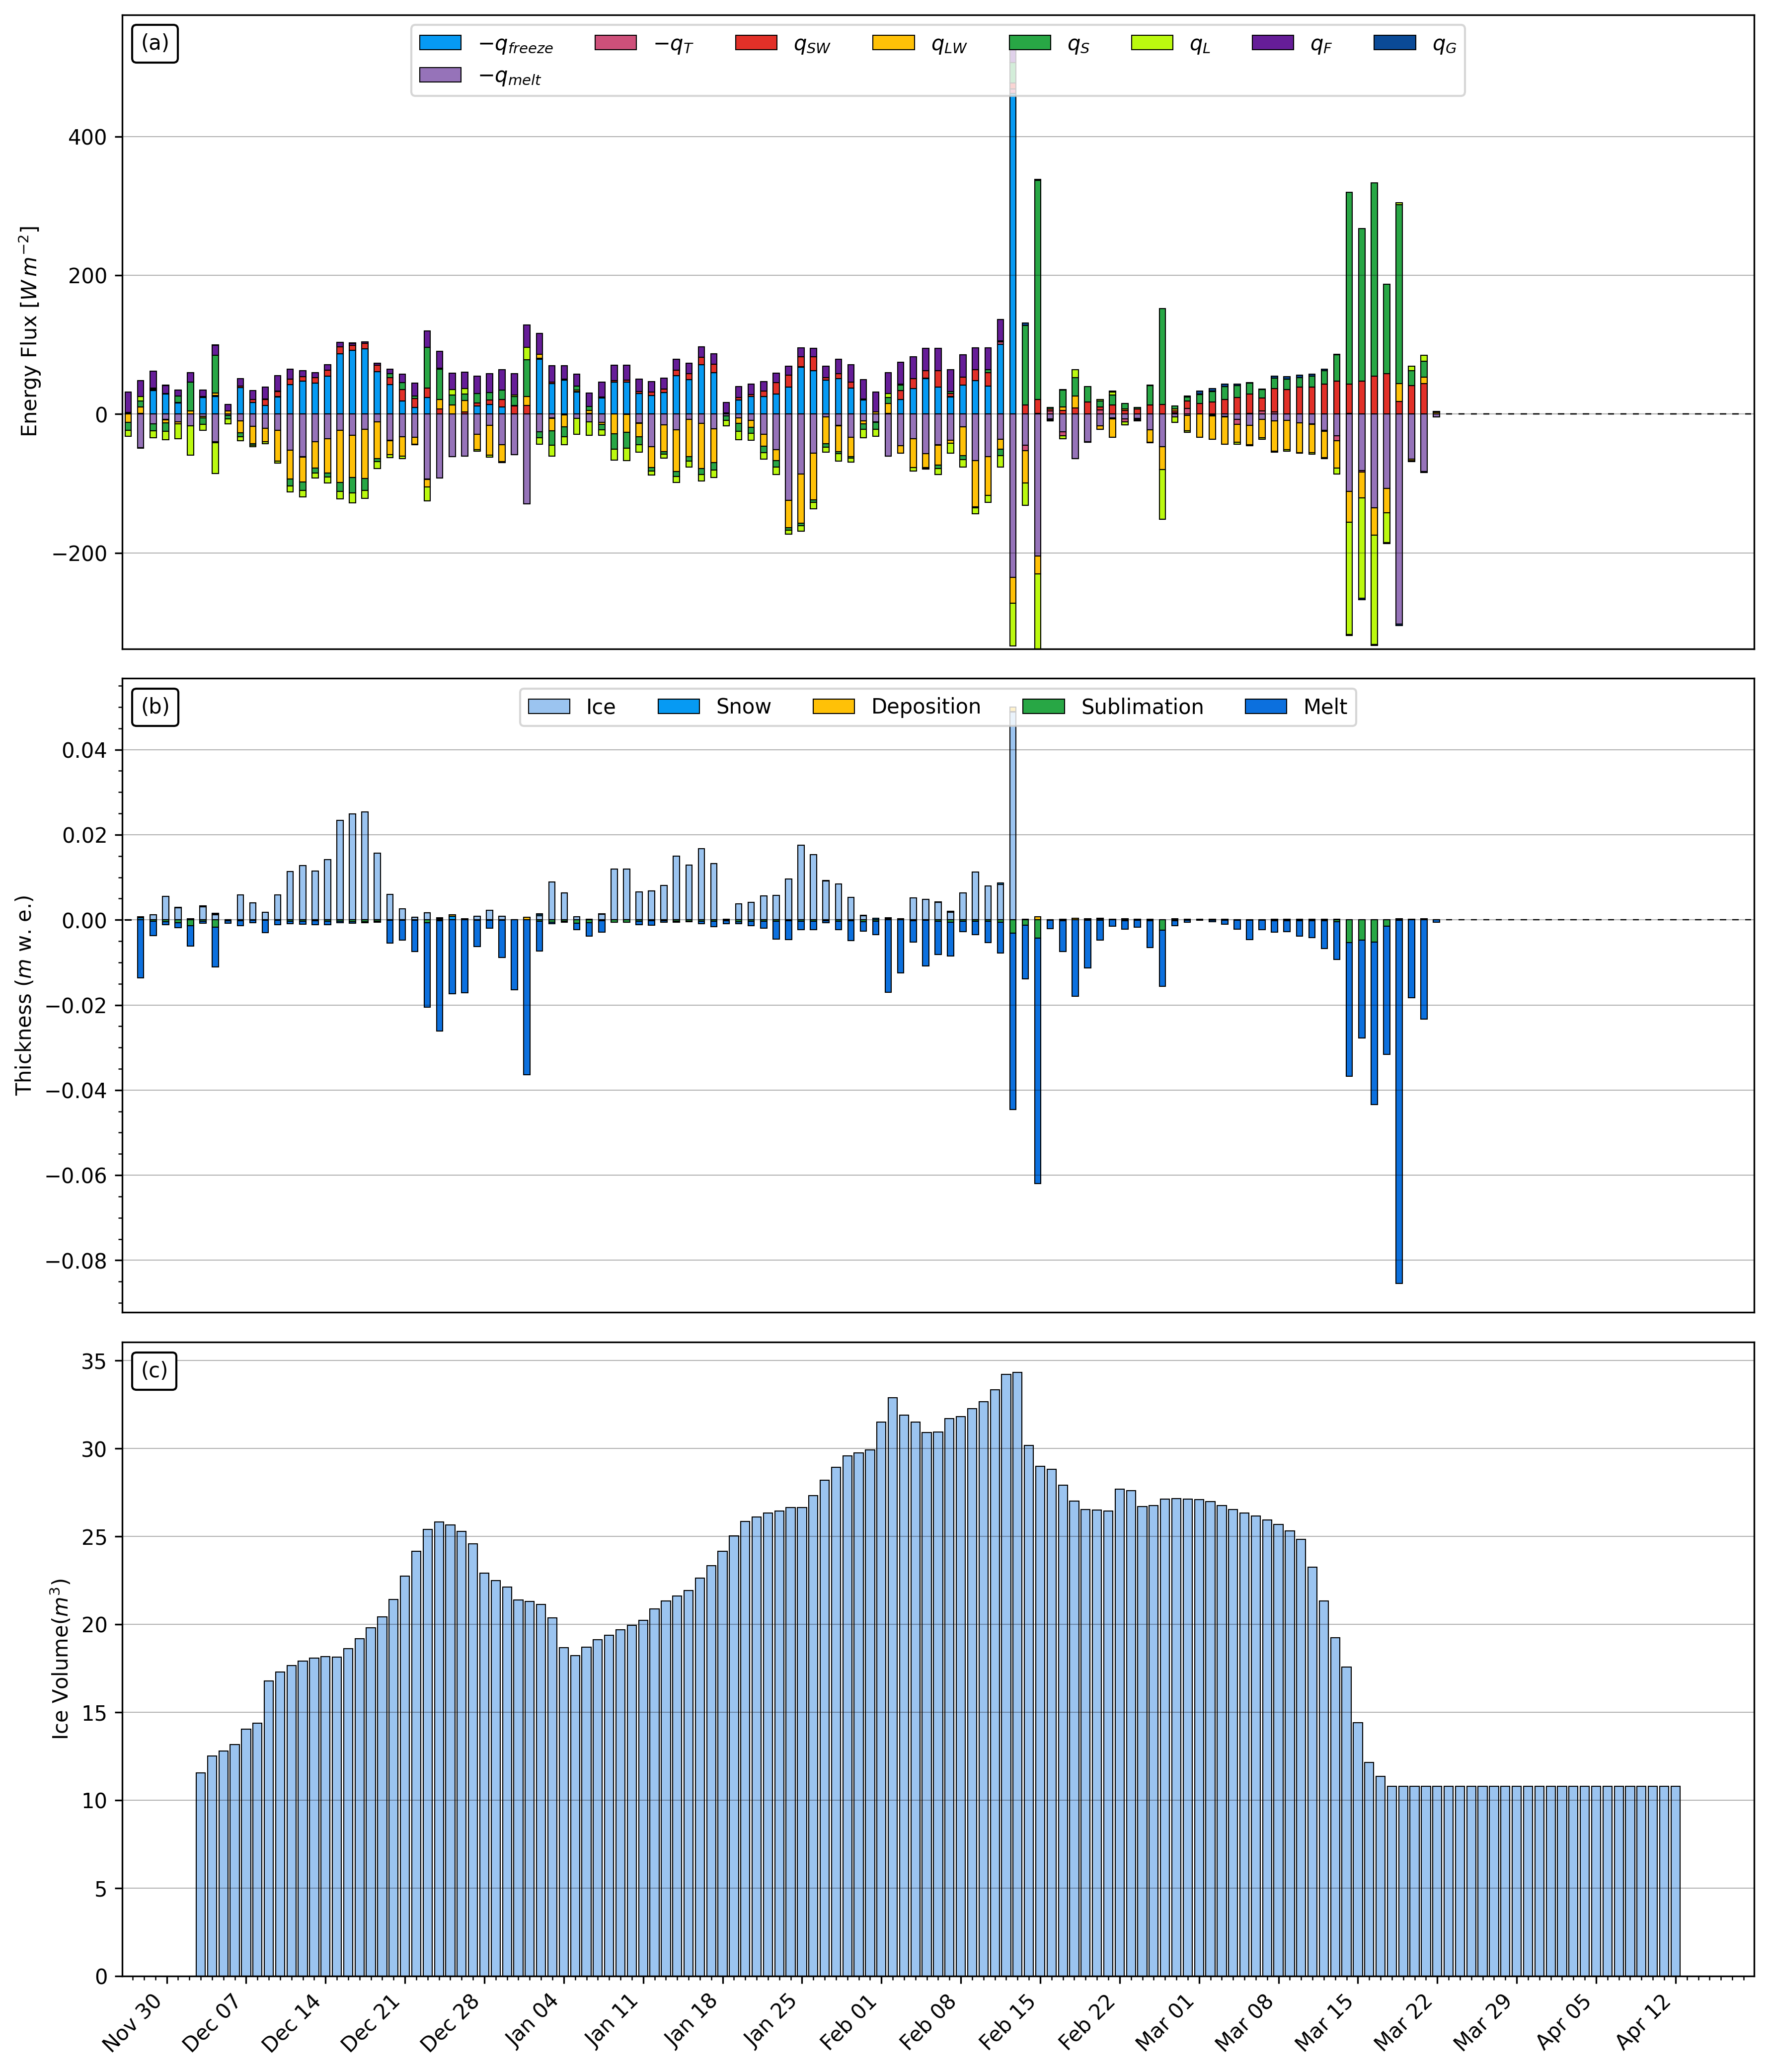 (a)
−q_freeze −q_T q_SW q_LW q_S q_L q_F q_G
−q_melt
Energy Flux [W m⁻²]
400
200
0
−200
(b)
Ice Snow Deposition Sublimation Melt
Thickness (m w. e.)
0.04
0.02
0.00
−0.02
−0.04
−0.06
−0.08
(c)
Ice Volume(m³)
35
30
25
20
15
10
5
0
Nov 30 Dec 07 Dec 14 Dec 21 Dec 28 Jan 04 Jan 11 Jan 18 Jan 25 Feb 01 Feb 08 Feb 15 Feb 22 Mar 01 Mar 08 Mar 15 Mar 22 Mar 29 Apr 05 Apr 12